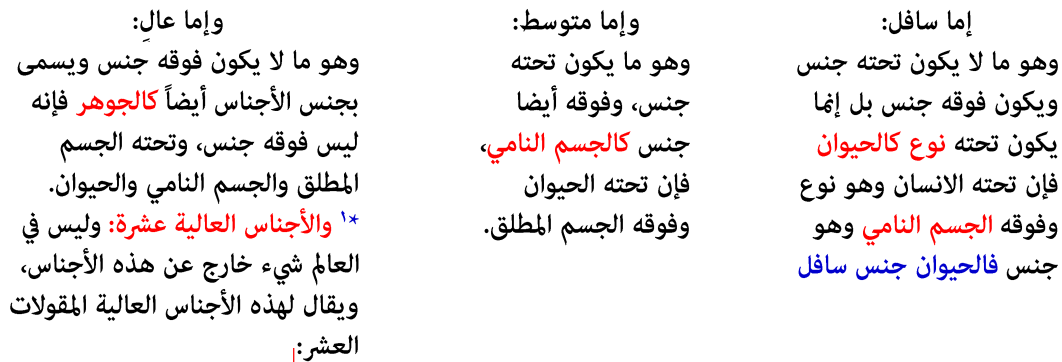 إما سافل:
وهو ما لا يكون تحته جنس
ويكون فوقه جنس بل إنما
يكون تحته نوع كالحيوان
فإن تحته الانسان وهو نوع
وفوقه الجسم النامي وهو
جنس فالحيوان جنس سافل
وإما متوسط:
وهو ما يكون تحته
جنس، وفوقه أيضا
جنس كالجسم النامي،
فإن تحته الحيوان
وفوقه الجسم المطلق.
وإما عالِ:
وهو ما لا يكون فوقه جنس ويسمى
بجنس الأجناس أيضاً كالجوهر فإنه
ليس فوقه جنس، وتحته الجسم
المطلق والجسم النامي والحيوان.
*١ والأجناس العالية عشرة: وليس في
العالم شيء خارج عن هذه الأجناس،
ويقال لهذه الأجناس العالية المقولات
العشر: